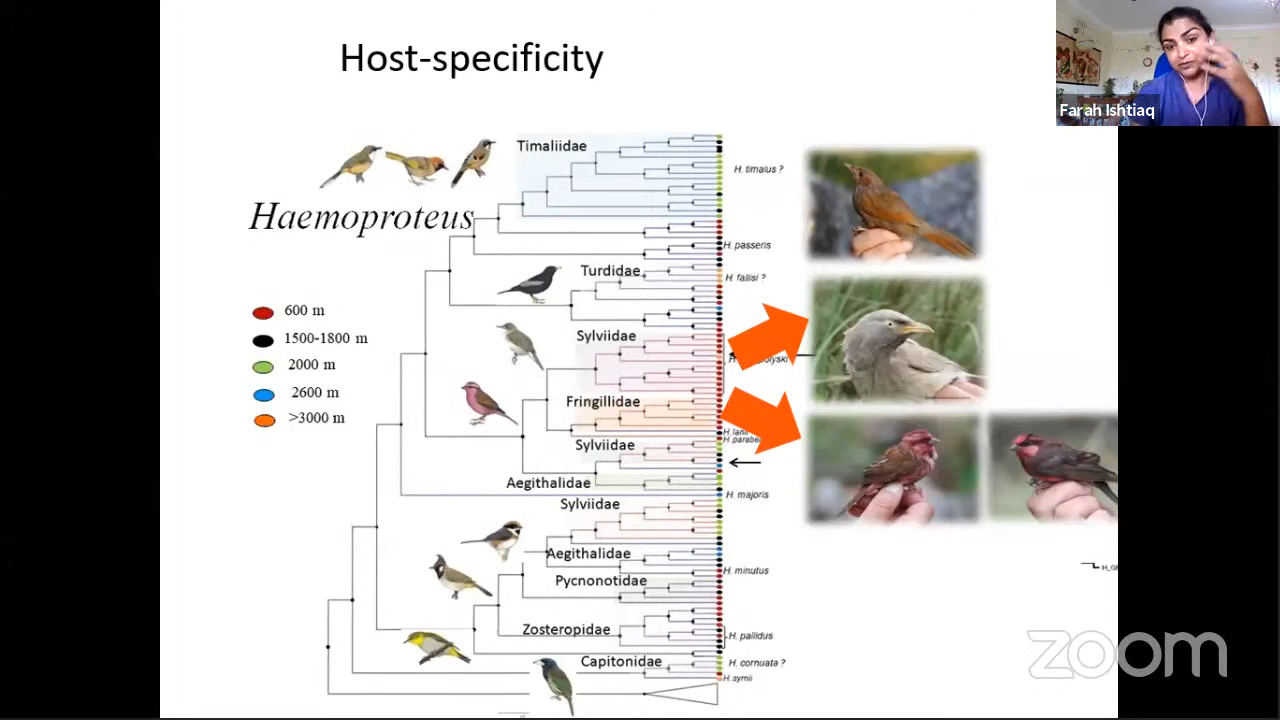 Host-specificity
Farah Ishtiaq
Timaliidae
H. timalus ?
Haemoproteus
H. passeris
Turdidae
H. fallisi ?
600 m
1500-1800 m
2000 m
2600 m
>3000 m
Sylviidae
Fringillidae
Sylviidae
Aegithalidae
H. majoris
Sylviidae
Aegithalidae
H. minutus
Pycnonotidae
Zosteropidae
H. pallidus
Capitonidae
H. cornuata ?
H. syrnii
zoom